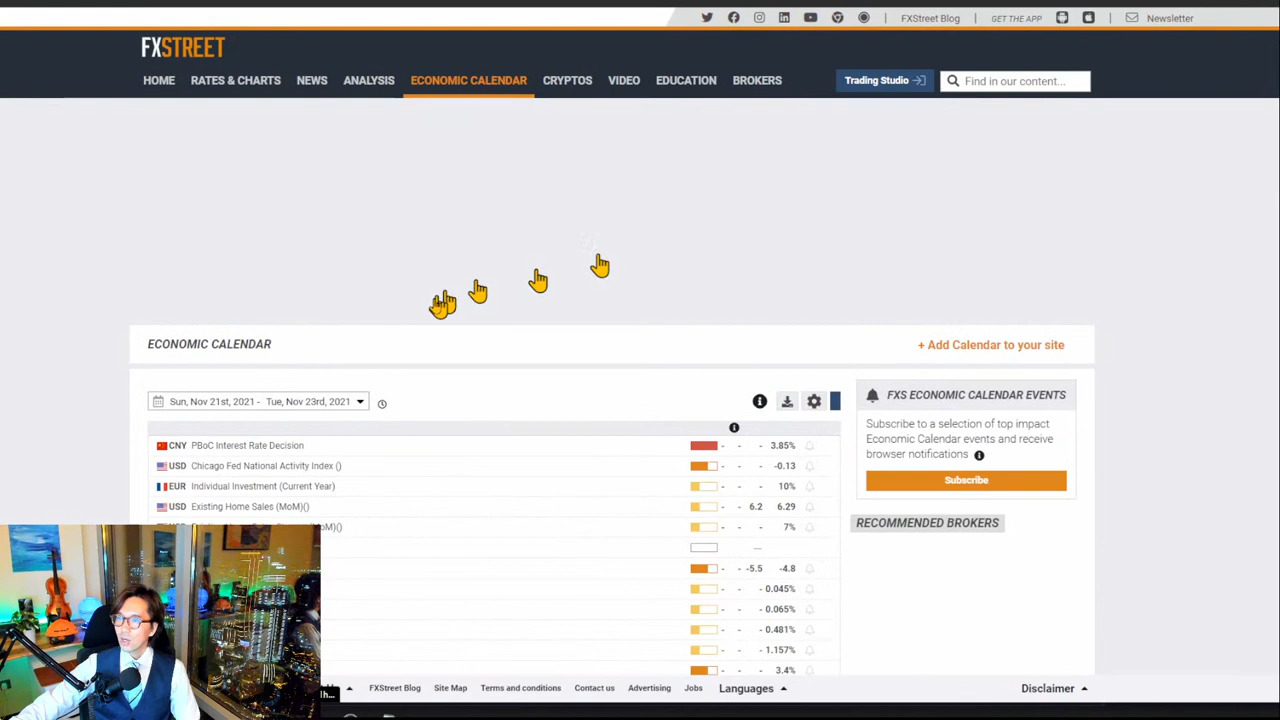 FXStreet Blog | GET THE APP | Newsletter
FXSTREET
HOME RATES & CHARTS NEWS ANALYSIS ECONOMIC CALENDAR CRYPTOS VIDEO EDUCATION BROKERS Trading Studio Find in our content...
ECONOMIC CALENDAR + Add Calendar to your site
Sun, Nov 21st, 2021 - Tue, Nov 23rd, 2021
CNY PBoC Interest Rate Decision - - - 3.85%
USD Chicago Fed National Activity Index () - - - -0.13
EUR Individual Investment (Current Year) - - - 10%
USD Existing Home Sales (MoM)() - - 6.2 6.29
oM)() - - - 7%
—
- - -5.5 -4.8
- - - 0.045%
- - - 0.065%
- - - 0.481%
- - - 1.157%
- - - 3.4%
FXS ECONOMIC CALENDAR EVENTS
Subscribe to a selection of top impact
Economic Calendar events and receive
browser notifications
Subscribe
RECOMMENDED BROKERS
FXStreet Blog Site Map Terms and conditions Contact us Advertising Jobs Languages Disclaimer